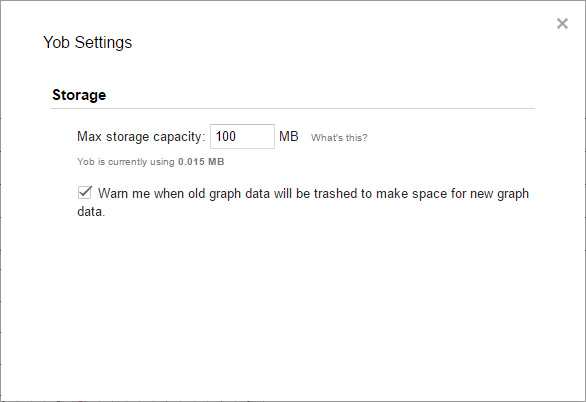 Yob Settings
Storage
Max storage capacity: 100 MB What's this?
Yob is currently using 0.015 MB
Warn me when old graph data will be trashed to make space for new graph
data.